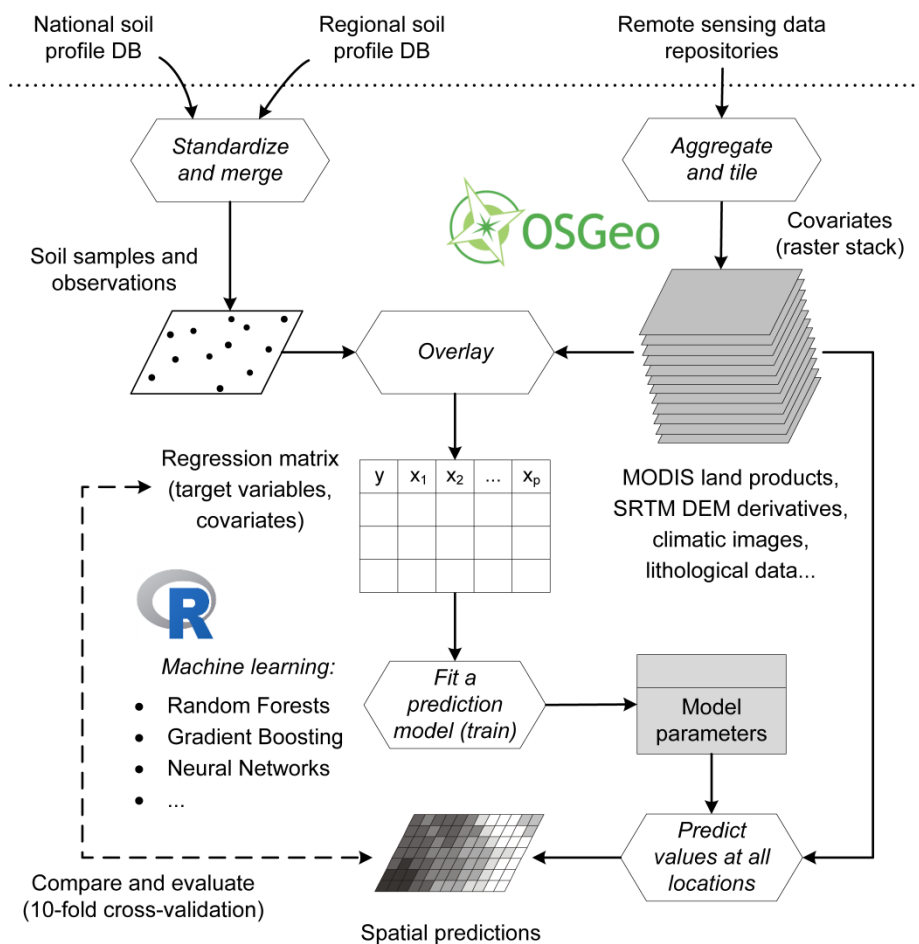 National soil
profile DB
Regional soil
profile DB
Remote sensing data
repositories
Standardize
and merge
Aggregate
and tile
OSGeo
Covariates
(raster stack)
Soil samples and
observations
Overlay
Regression matrix
(target variables,
covariates)
y x1 x2 ... xp
MODIS land products,
SRTM DEM derivatives,
climatic images,
lithological data...
R
Machine learning:
• Random Forests
• Gradient Boosting
• Neural Networks
• ...
Fit a
prediction
model (train)
Model
parameters
Predict
values at all
locations
Compare and evaluate
(10-fold cross-validation)
Spatial predictions